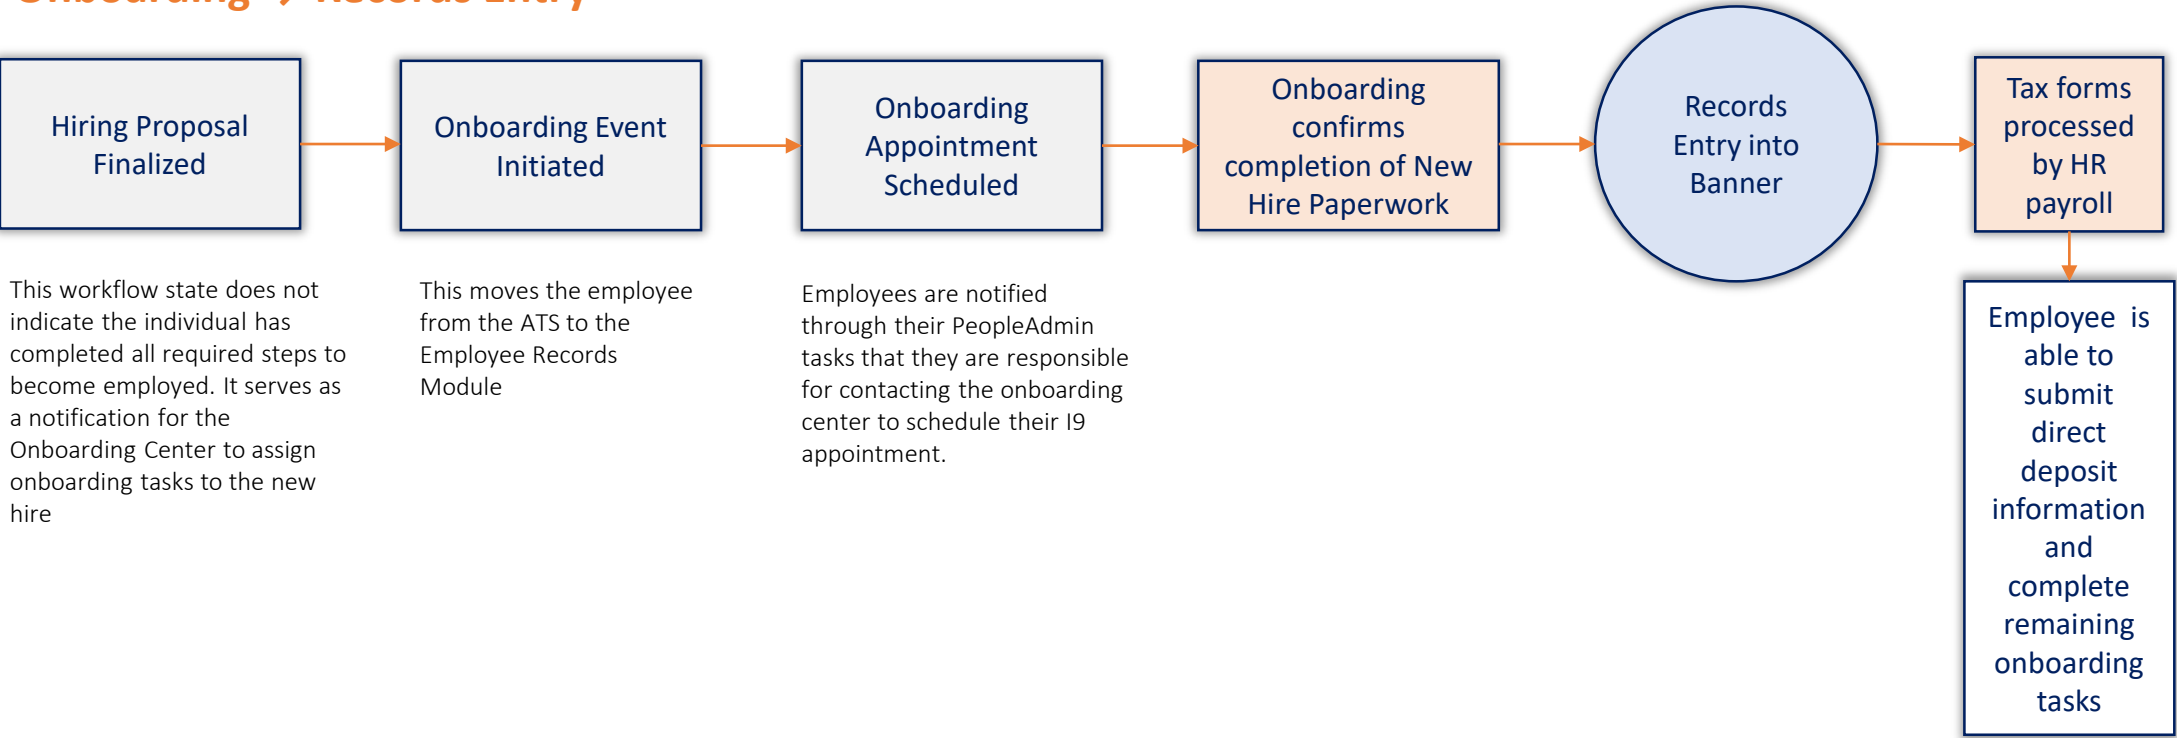 Onboarding → Records Entry
Hiring Proposal
Finalized
Onboarding Event
Initiated
Onboarding
Appointment
Scheduled
Onboarding
confirms
completion of New
Hire Paperwork
Records
Entry into
Banner
Tax forms
processed
by HR
payroll
This workflow state does not
indicate the individual has
completed all required steps to
become employed. It serves as
a notification for the
Onboarding Center to assign
onboarding tasks to the new
hire
This moves the employee
from the ATS to the
Employee Records
Module
Employees are notified
through their PeopleAdmin
tasks that they are responsible
for contacting the onboarding
center to schedule their I9
appointment.
Employee is
able to
submit
direct
deposit
information
and
complete
remaining
onboarding
tasks